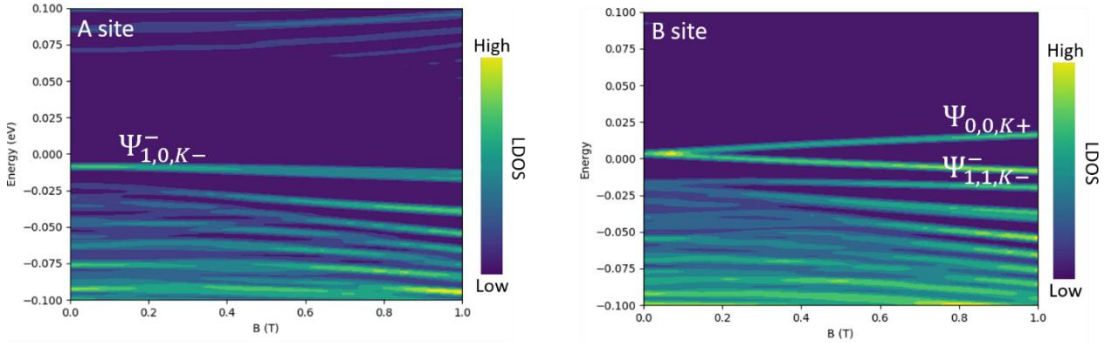 A site
High
LDOS
Low
Ψ⁻₁,₀,K₋
Energy (eV)
0.100
0.075
0.050
0.025
0.000
−0.025
−0.050
−0.075
−0.100
0.0
0.2
0.4
0.6
0.8
1.0
B (T)
B site
High
LDOS
Low
Ψ₀,₀,K₊
Ψ⁻₁,₁,K₋
Energy
0.100
0.075
0.050
0.025
0.000
−0.025
−0.050
−0.075
−0.100
0.0
0.2
0.4
0.6
0.8
1.0
B (T)